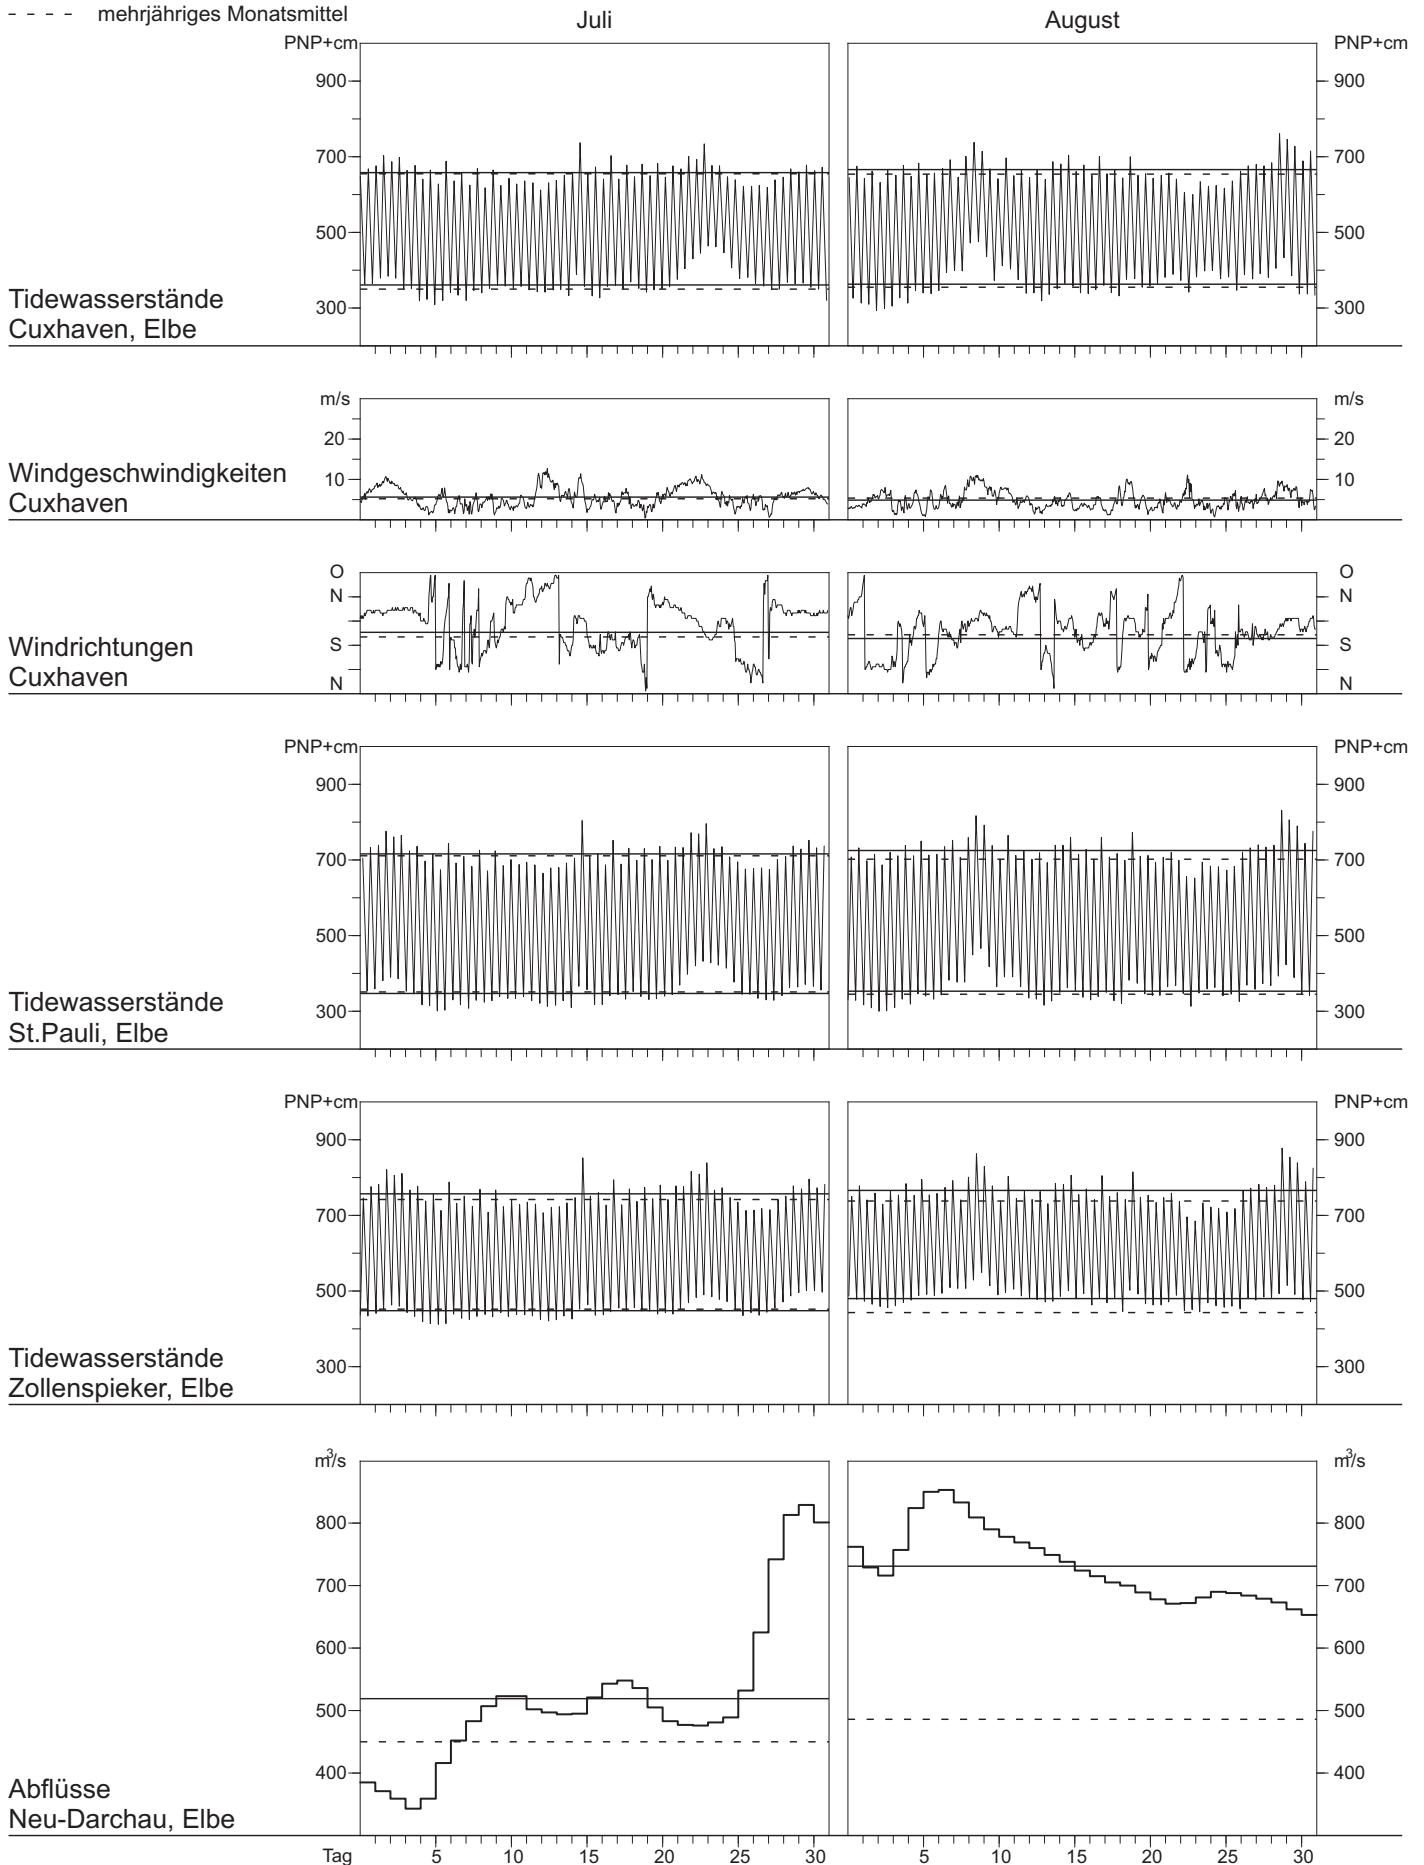 mehrjähriges Monatsmittel
Juli
August
PNP+cm
PNP+cm
900
900
700
700
500
500
300
300
Tidewasserstände
Cuxhaven, Elbe
m/s
m/s
20
20
10
10
Windgeschwindigkeiten
Cuxhaven
O
O
N
N
S
S
N
N
Windrichtungen
Cuxhaven
PNP+cm
PNP+cm
900
900
700
700
500
500
300
300
Tidewasserstände
St.Pauli, Elbe
PNP+cm
PNP+cm
900
900
700
700
500
500
300
300
Tidewasserstände
Zollenspieker, Elbe
m³/s
m³/s
800
800
700
700
600
600
500
500
400
400
Abflüsse
Neu-Darchau, Elbe
Tag 5 10 15 20 25 30 5 10 15 20 25 30